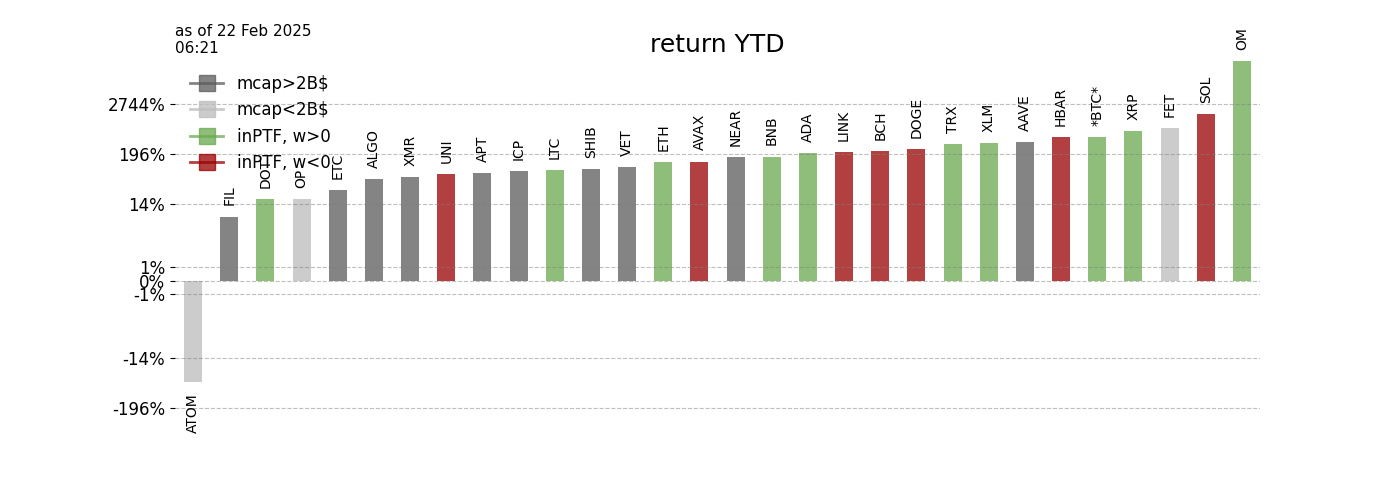 as of 22 Feb 2025
06:21
return YTD
mcap>2B$
mcap<2B$
inPTF, w>0
inPTF, w<0
2744%
196%
14%
1%
0%
-1%
-14%
-196%
ATOM
FIL
DOT
OP
ETC
ALGO
XMR
UNI
APT
ICP
LTC
SHIB
VET
ETH
AVAX
NEAR
BNB
ADA
LINK
BCH
DOGE
TRX
XLM
AAVE
HBAR
*BTC*
XRP
FET
SOL
OM